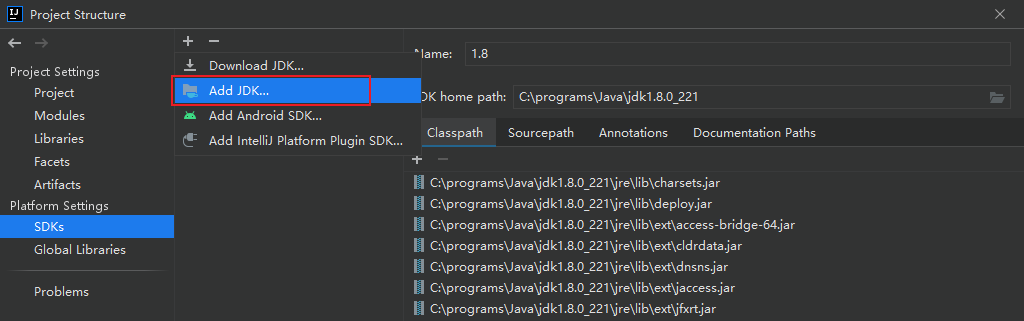 Project Structure
Project Settings
Project
Modules
Libraries
Facets
Artifacts
Platform Settings
SDKs
Global Libraries
Problems
Download JDK...
Add JDK...
Add Android SDK...
Add IntelliJ Platform Plugin SDK...
Name: 1.8
home path: C:\programs\Java\jdk1.8.0_221
Classpath Sourcepath Annotations Documentation Paths
C:\programs\Java\jdk1.8.0_221\jre\lib\charsets.jar
C:\programs\Java\jdk1.8.0_221\jre\lib\deploy.jar
C:\programs\Java\jdk1.8.0_221\jre\lib\ext\access-bridge-64.jar
C:\programs\Java\jdk1.8.0_221\jre\lib\ext\cldrdata.jar
C:\programs\Java\jdk1.8.0_221\jre\lib\ext\dnsns.jar
C:\programs\Java\jdk1.8.0_221\jre\lib\ext\jaccess.jar
C:\programs\Java\jdk1.8.0_221\jre\lib\ext\jfxrt.jar